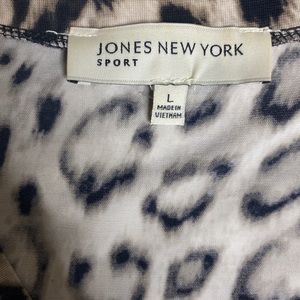 JONES NEW YORK
SPORT
L
MADE IN
VIETNAM